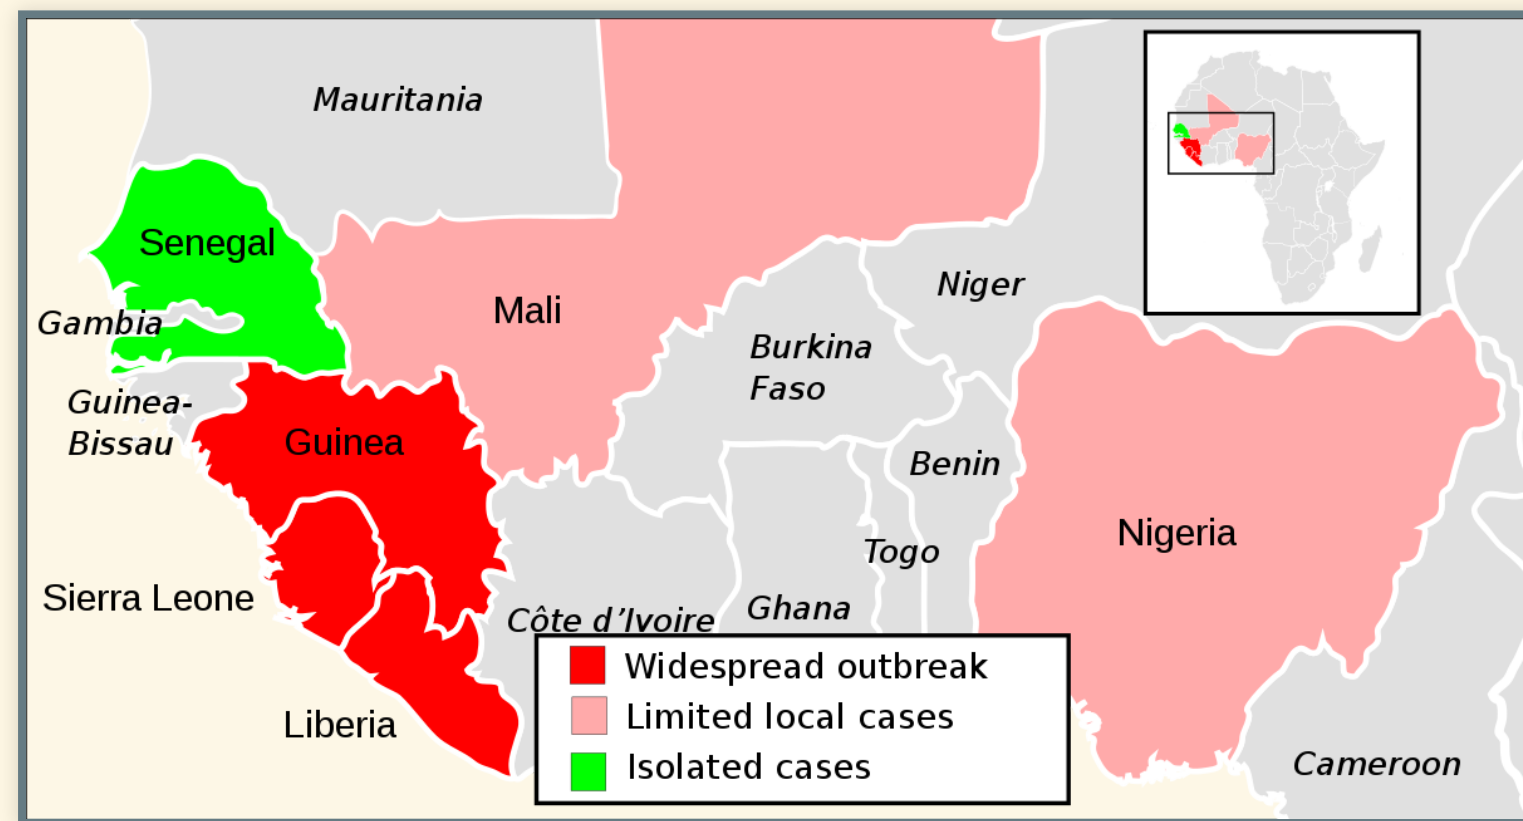 Mauritania
Senegal
Niger
Mali
Gambia
Burkina
Faso
Guinea-
Bissau
Guinea
Benin
Nigeria
Togo
Sierra Leone
Ghana
Côte d’Ivoire
Liberia
Cameroon
Widespread outbreak
Limited local cases
Isolated cases